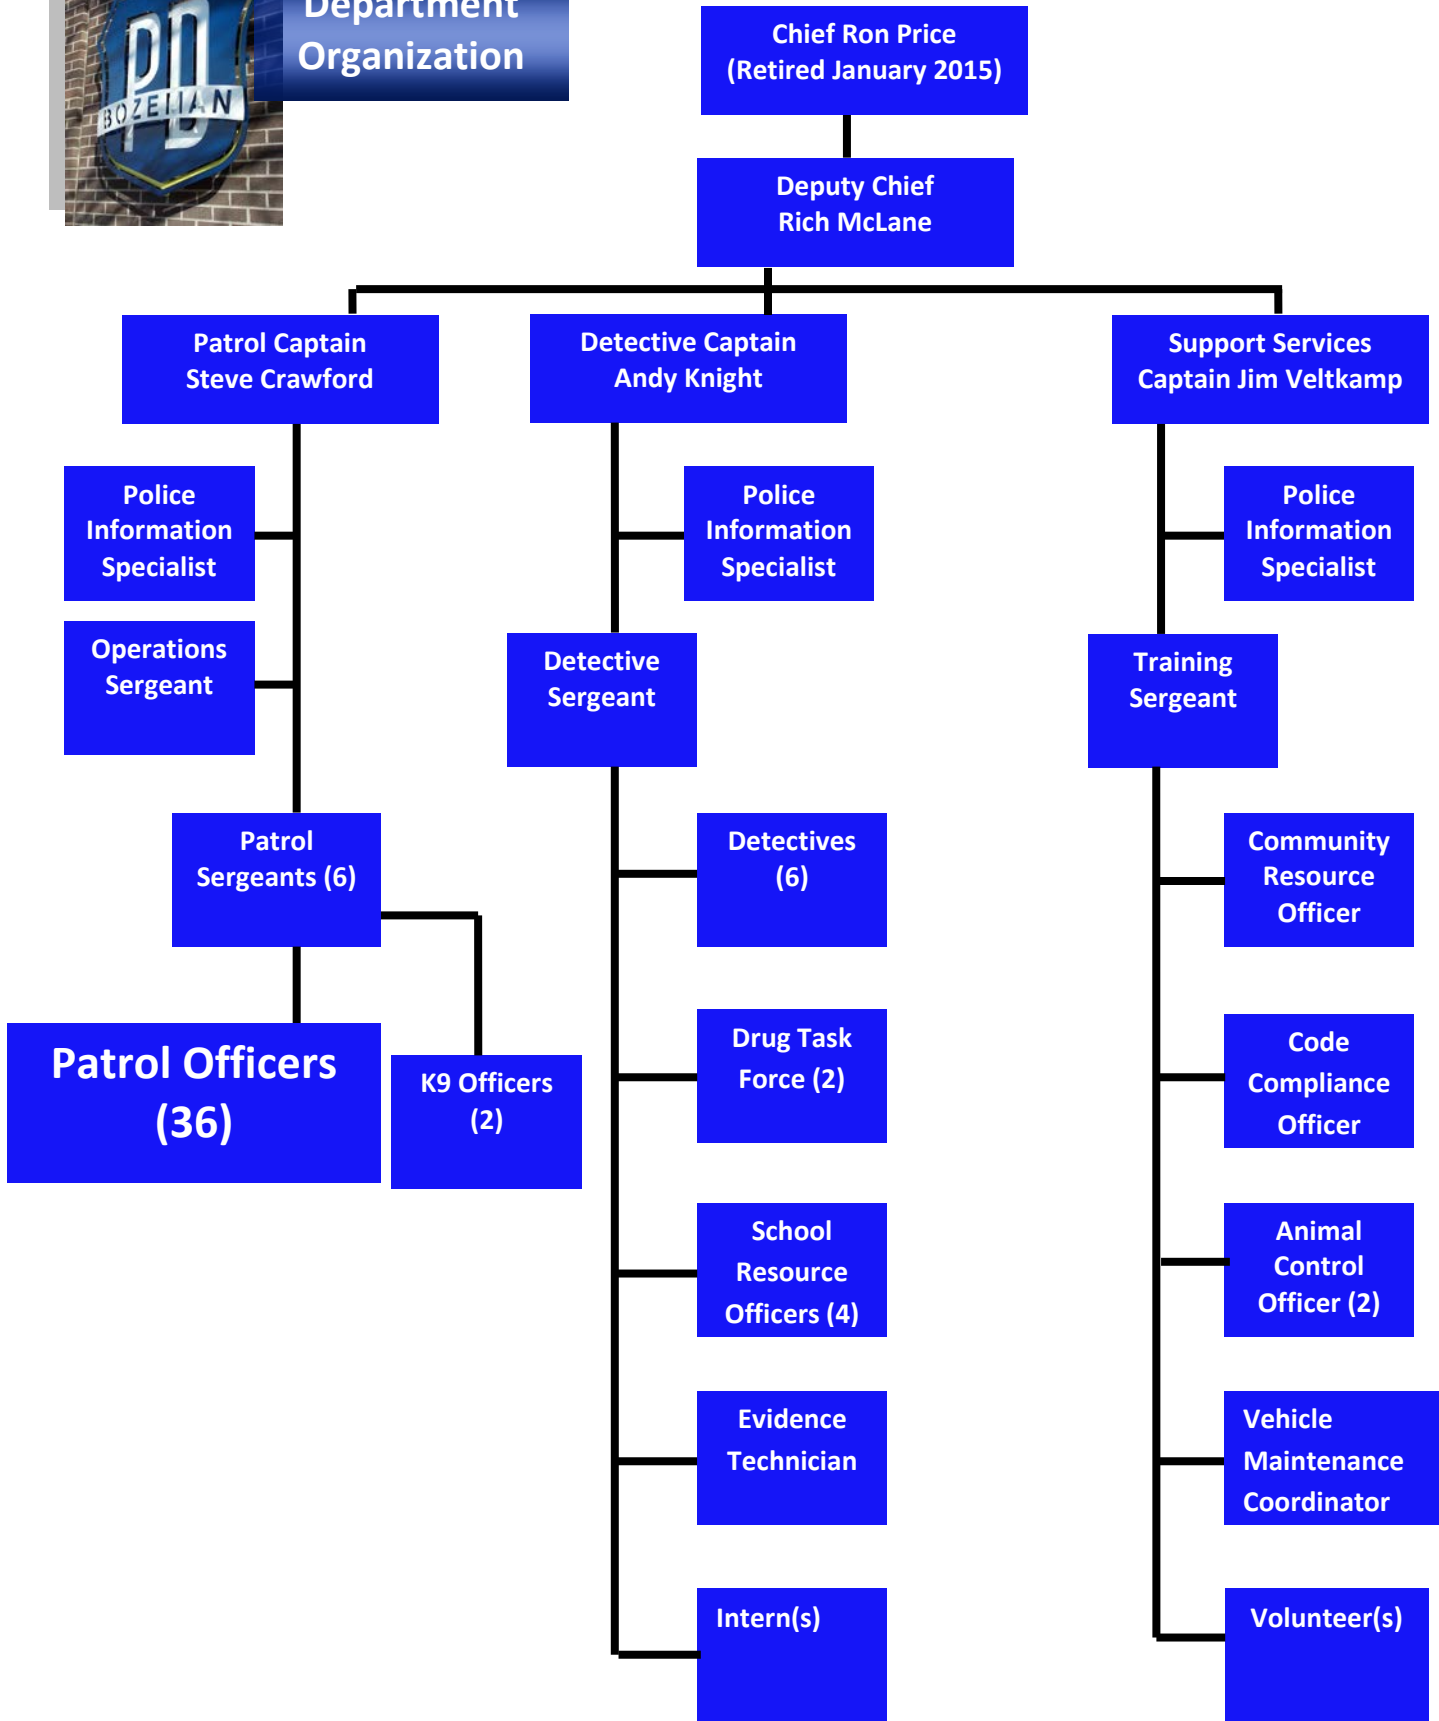 PD
BOZEMAN
Department
Organization
Chief Ron Price
(Retired January 2015)
Deputy Chief
Rich McLane
Patrol Captain
Steve Crawford
Detective Captain
Andy Knight
Support Services
Captain Jim Veltkamp
Police
Information
Specialist
Operations
Sergeant
Patrol
Sergeants (6)
Patrol Officers
(36)
K9 Officers
(2)
Police
Information
Specialist
Detective
Sergeant
Detectives
(6)
Drug Task
Force (2)
School
Resource
Officers (4)
Evidence
Technician
Intern(s)
Police
Information
Specialist
Training
Sergeant
Community
Resource
Officer
Code
Compliance
Officer
Animal
Control
Officer (2)
Vehicle
Maintenance
Coordinator
Volunteer(s)